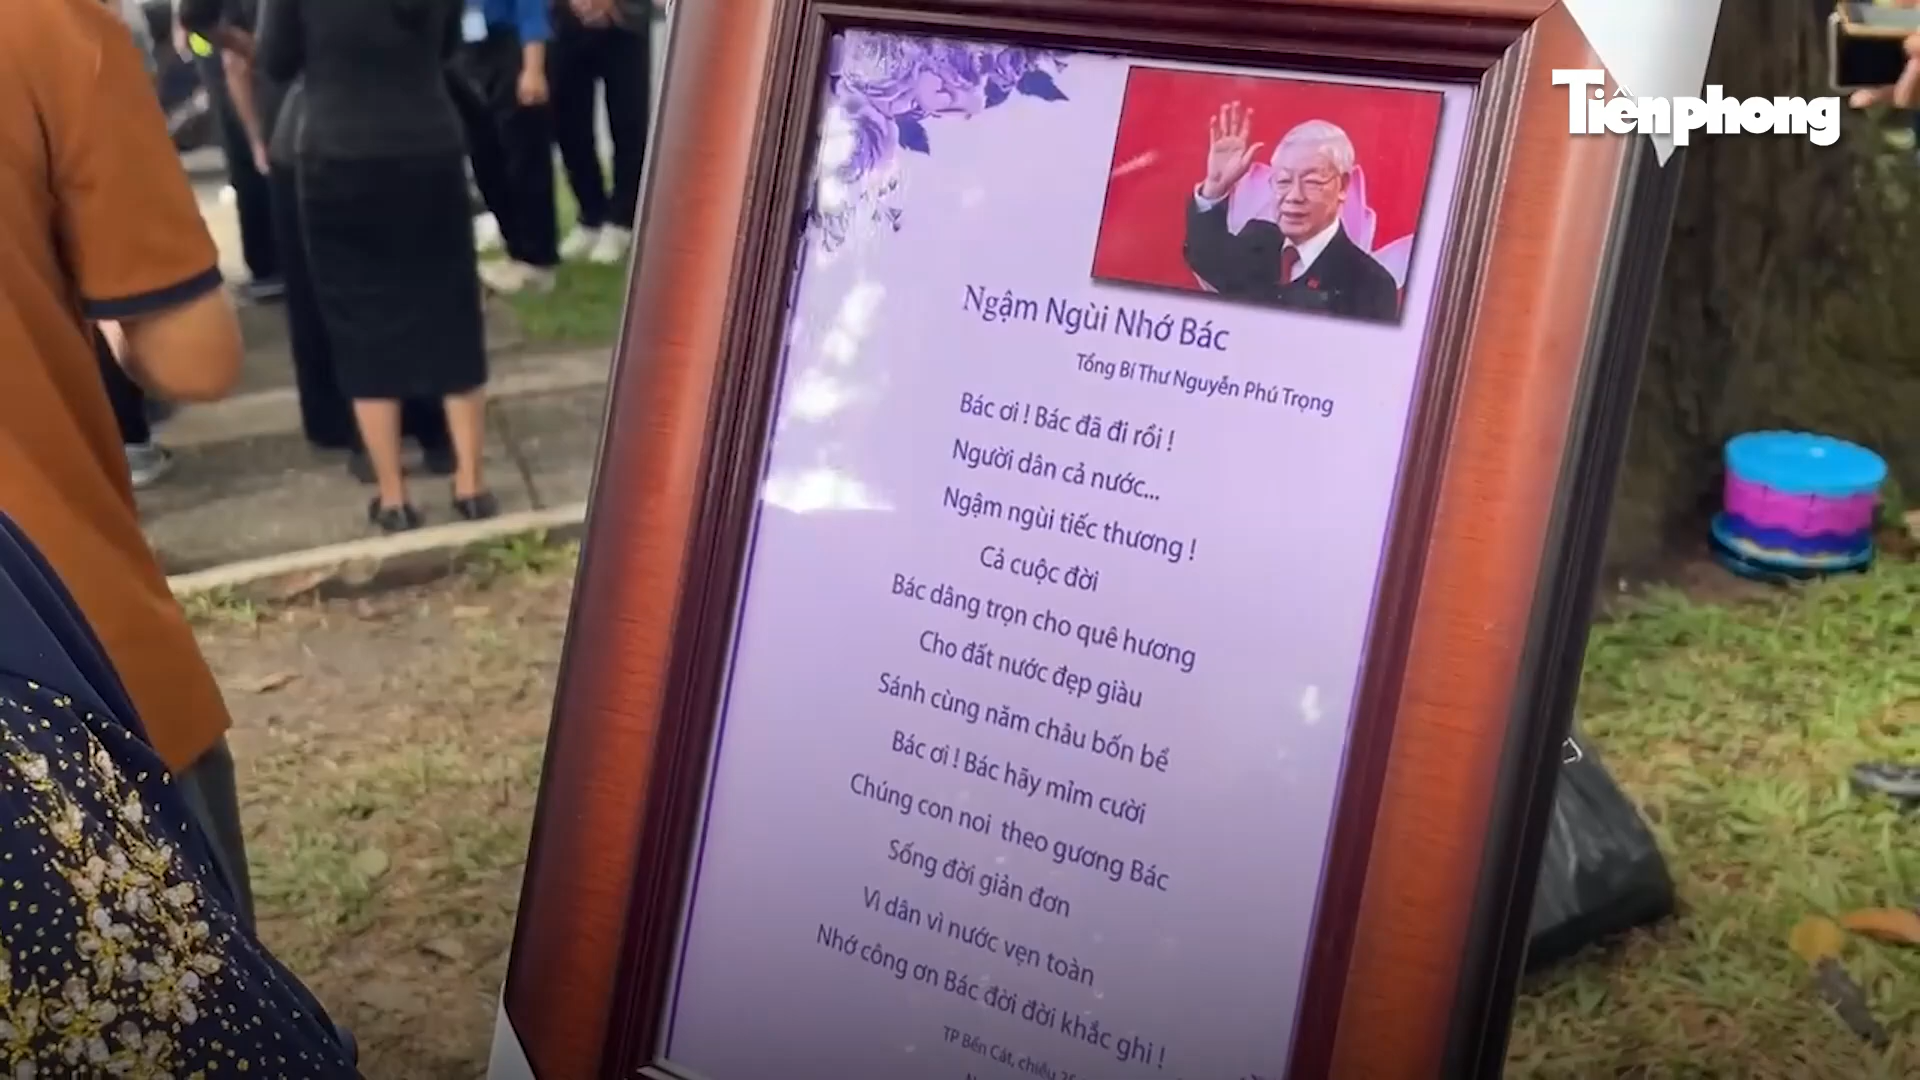 Tiền phong
Ngậm Ngùi Nhớ Bác
Tổng Bí Thư Nguyễn Phú Trọng
Bác ơi ! Bác đã đi rồi !
Người dân cả nước...
Ngậm ngùi tiếc thương !
Cả cuộc đời
Bác dâng trọn cho quê hương
Cho đất nước đẹp giàu
Sánh cùng năm châu bốn bể
Bác ơi ! Bác hãy mỉm cười
Chúng con noi theo gương Bác
Sống đời giản đơn
Vì dân vì nước vẹn toàn
Nhớ công ơn Bác đời đời khắc ghi !
TP Bến Cát, chiều